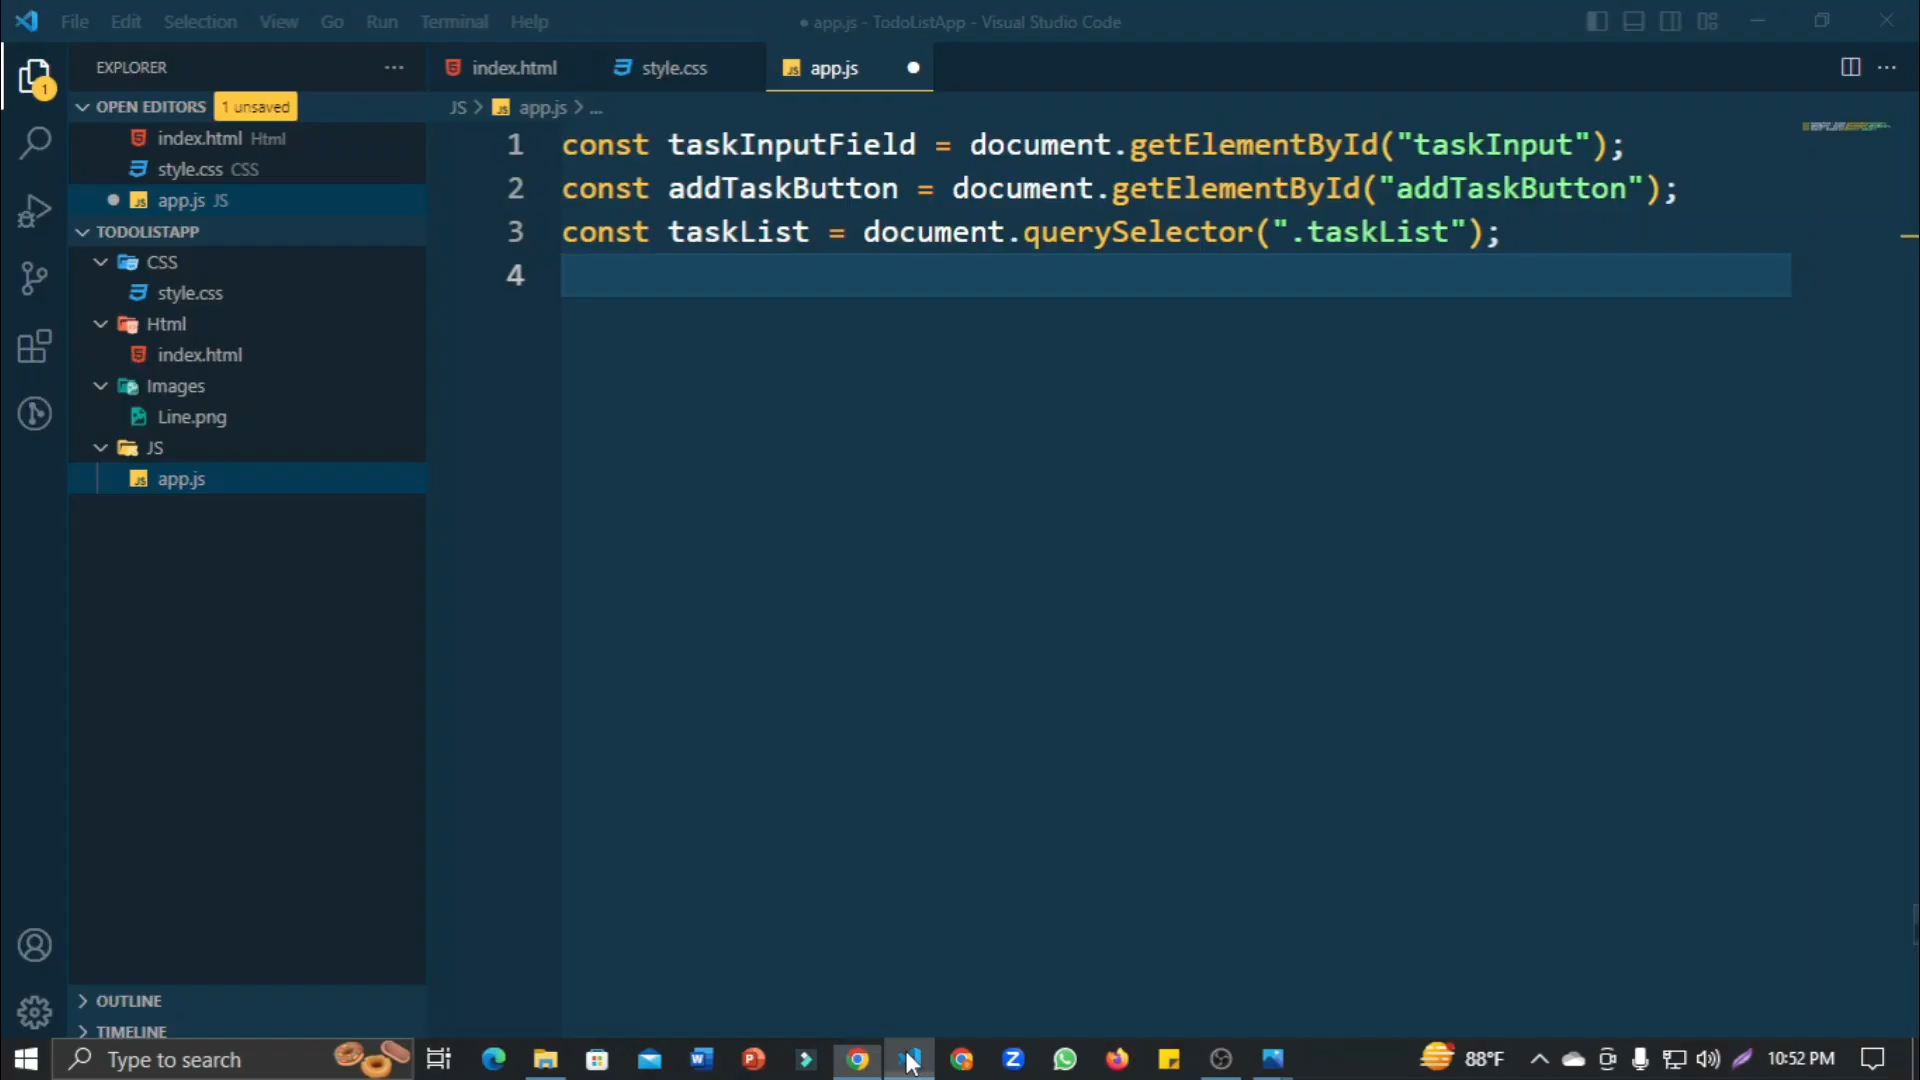 File Edit Selection View Go Run Terminal Help
● app.js - TodoListApp - Visual Studio Code
EXPLORER
1
OPEN EDITORS 1 unsaved
index.html Html
style.css CSS
app.js JS
TODOLISTAPP
CSS
style.css
Html
index.html
Images
Line.png
JS
app.js
OUTLINE
TIMELINE
index.html style.css app.js
JS > app.js > ...
1 const taskInputField = document.getElementById("taskInput");
2 const addTaskButton = document.getElementById("addTaskButton");
3 const taskList = document.querySelector(".taskList");
4
Type to search
88°F
10:52 PM